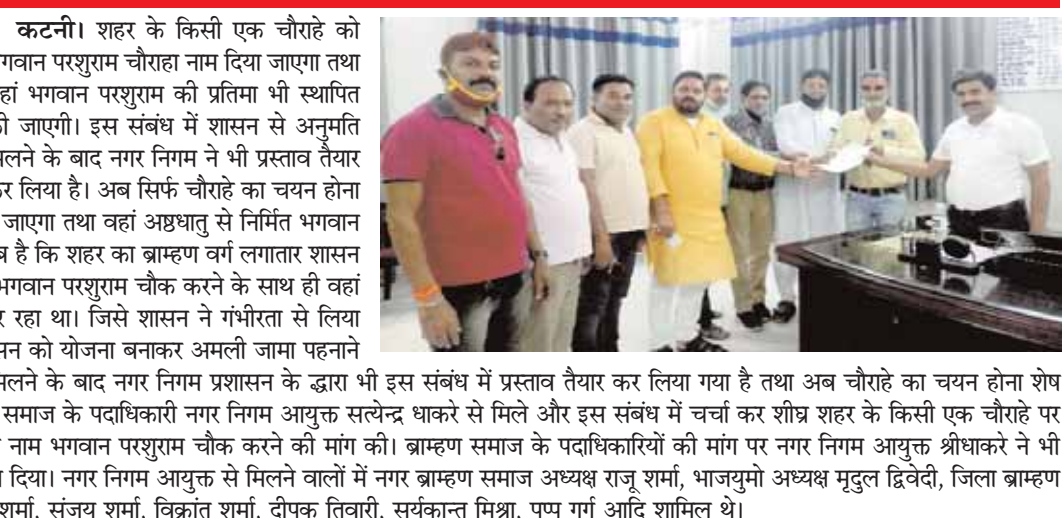 कटनी। शहर के किसी एक चौराहे को
गवान परशुराम चौराहा नाम दिया जाएगा तथा
हां भगवान परशुराम की प्रतिमा भी स्थापित
जाएगी। इस संबंध में शासन से अनुमति
मलने के बाद नगर निगम ने भी प्रस्ताव तैयार
लिया है। अब सिर्फ चौराहे का चयन होना
जाएगा तथा वहां अष्ठधातु से निर्मित भगवान
है कि शहर का ब्राम्हण वर्ग लगातार शासन
भगवान परशुराम चौक करने के साथ ही वहां
र रहा था। जिसे शासन ने गंभीरता से लिया
सन को योजना बनाकर अमली जामा पहनाने
मलने के बाद नगर निगम प्रशासन के द्धारा भी इस संबंध में प्रस्ताव तैयार कर लिया गया है तथा अब चौराहे का चयन होना शेष
समाज के पदाधिकारी नगर निगम आयुक्त सत्येन्द्र धाकरे से मिले और इस संबंध में चर्चा कर शीघ्र शहर के किसी एक चौराहे पर
नाम भगवान परशुराम चौक करने की मांग की। ब्राम्हण समाज के पदाधिकारियों की मांग पर नगर निगम आयुक्त श्रीधाकरे ने भी
दिया। नगर निगम आयुक्त से मिलने वालों में नगर ब्राम्हण समाज अध्यक्ष राजू शर्मा, भाजयुमो अध्यक्ष मृदुल द्विवेदी, जिला ब्राम्हण
शर्मा, संजय शर्मा, विक्रांत शर्मा, दीपक तिवारी, सूर्यकान्त मिश्रा, पप्पू गर्ग आदि शामिल थे।